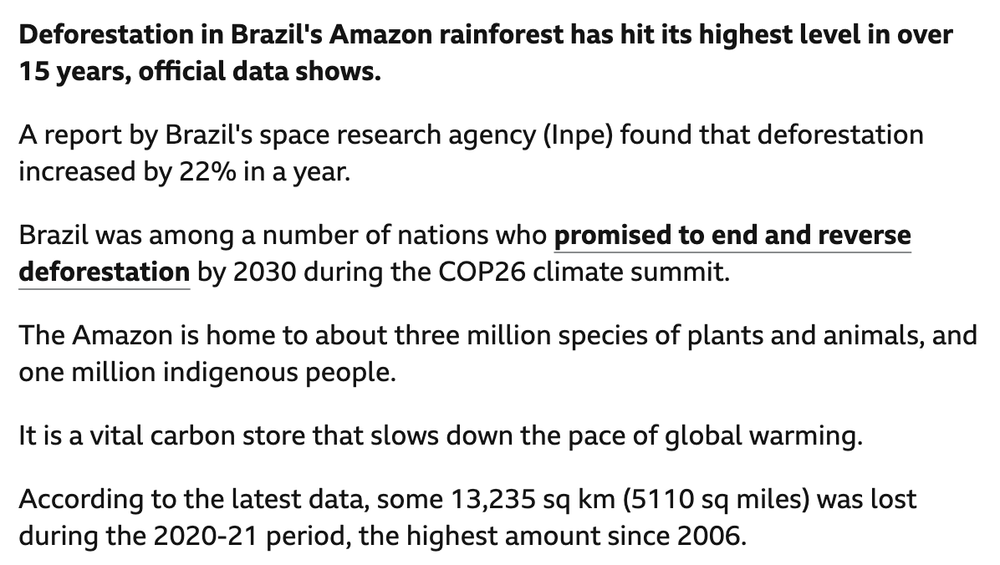 Deforestation in Brazil's Amazon rainforest has hit its highest level in over
15 years, official data shows.
A report by Brazil's space research agency (Inpe) found that deforestation
increased by 22% in a year.
Brazil was among a number of nations who promised to end and reverse
deforestation by 2030 during the COP26 climate summit.
The Amazon is home to about three million species of plants and animals, and
one million indigenous people.
It is a vital carbon store that slows down the pace of global warming.
According to the latest data, some 13,235 sq km (5110 sq miles) was lost
during the 2020-21 period, the highest amount since 2006.